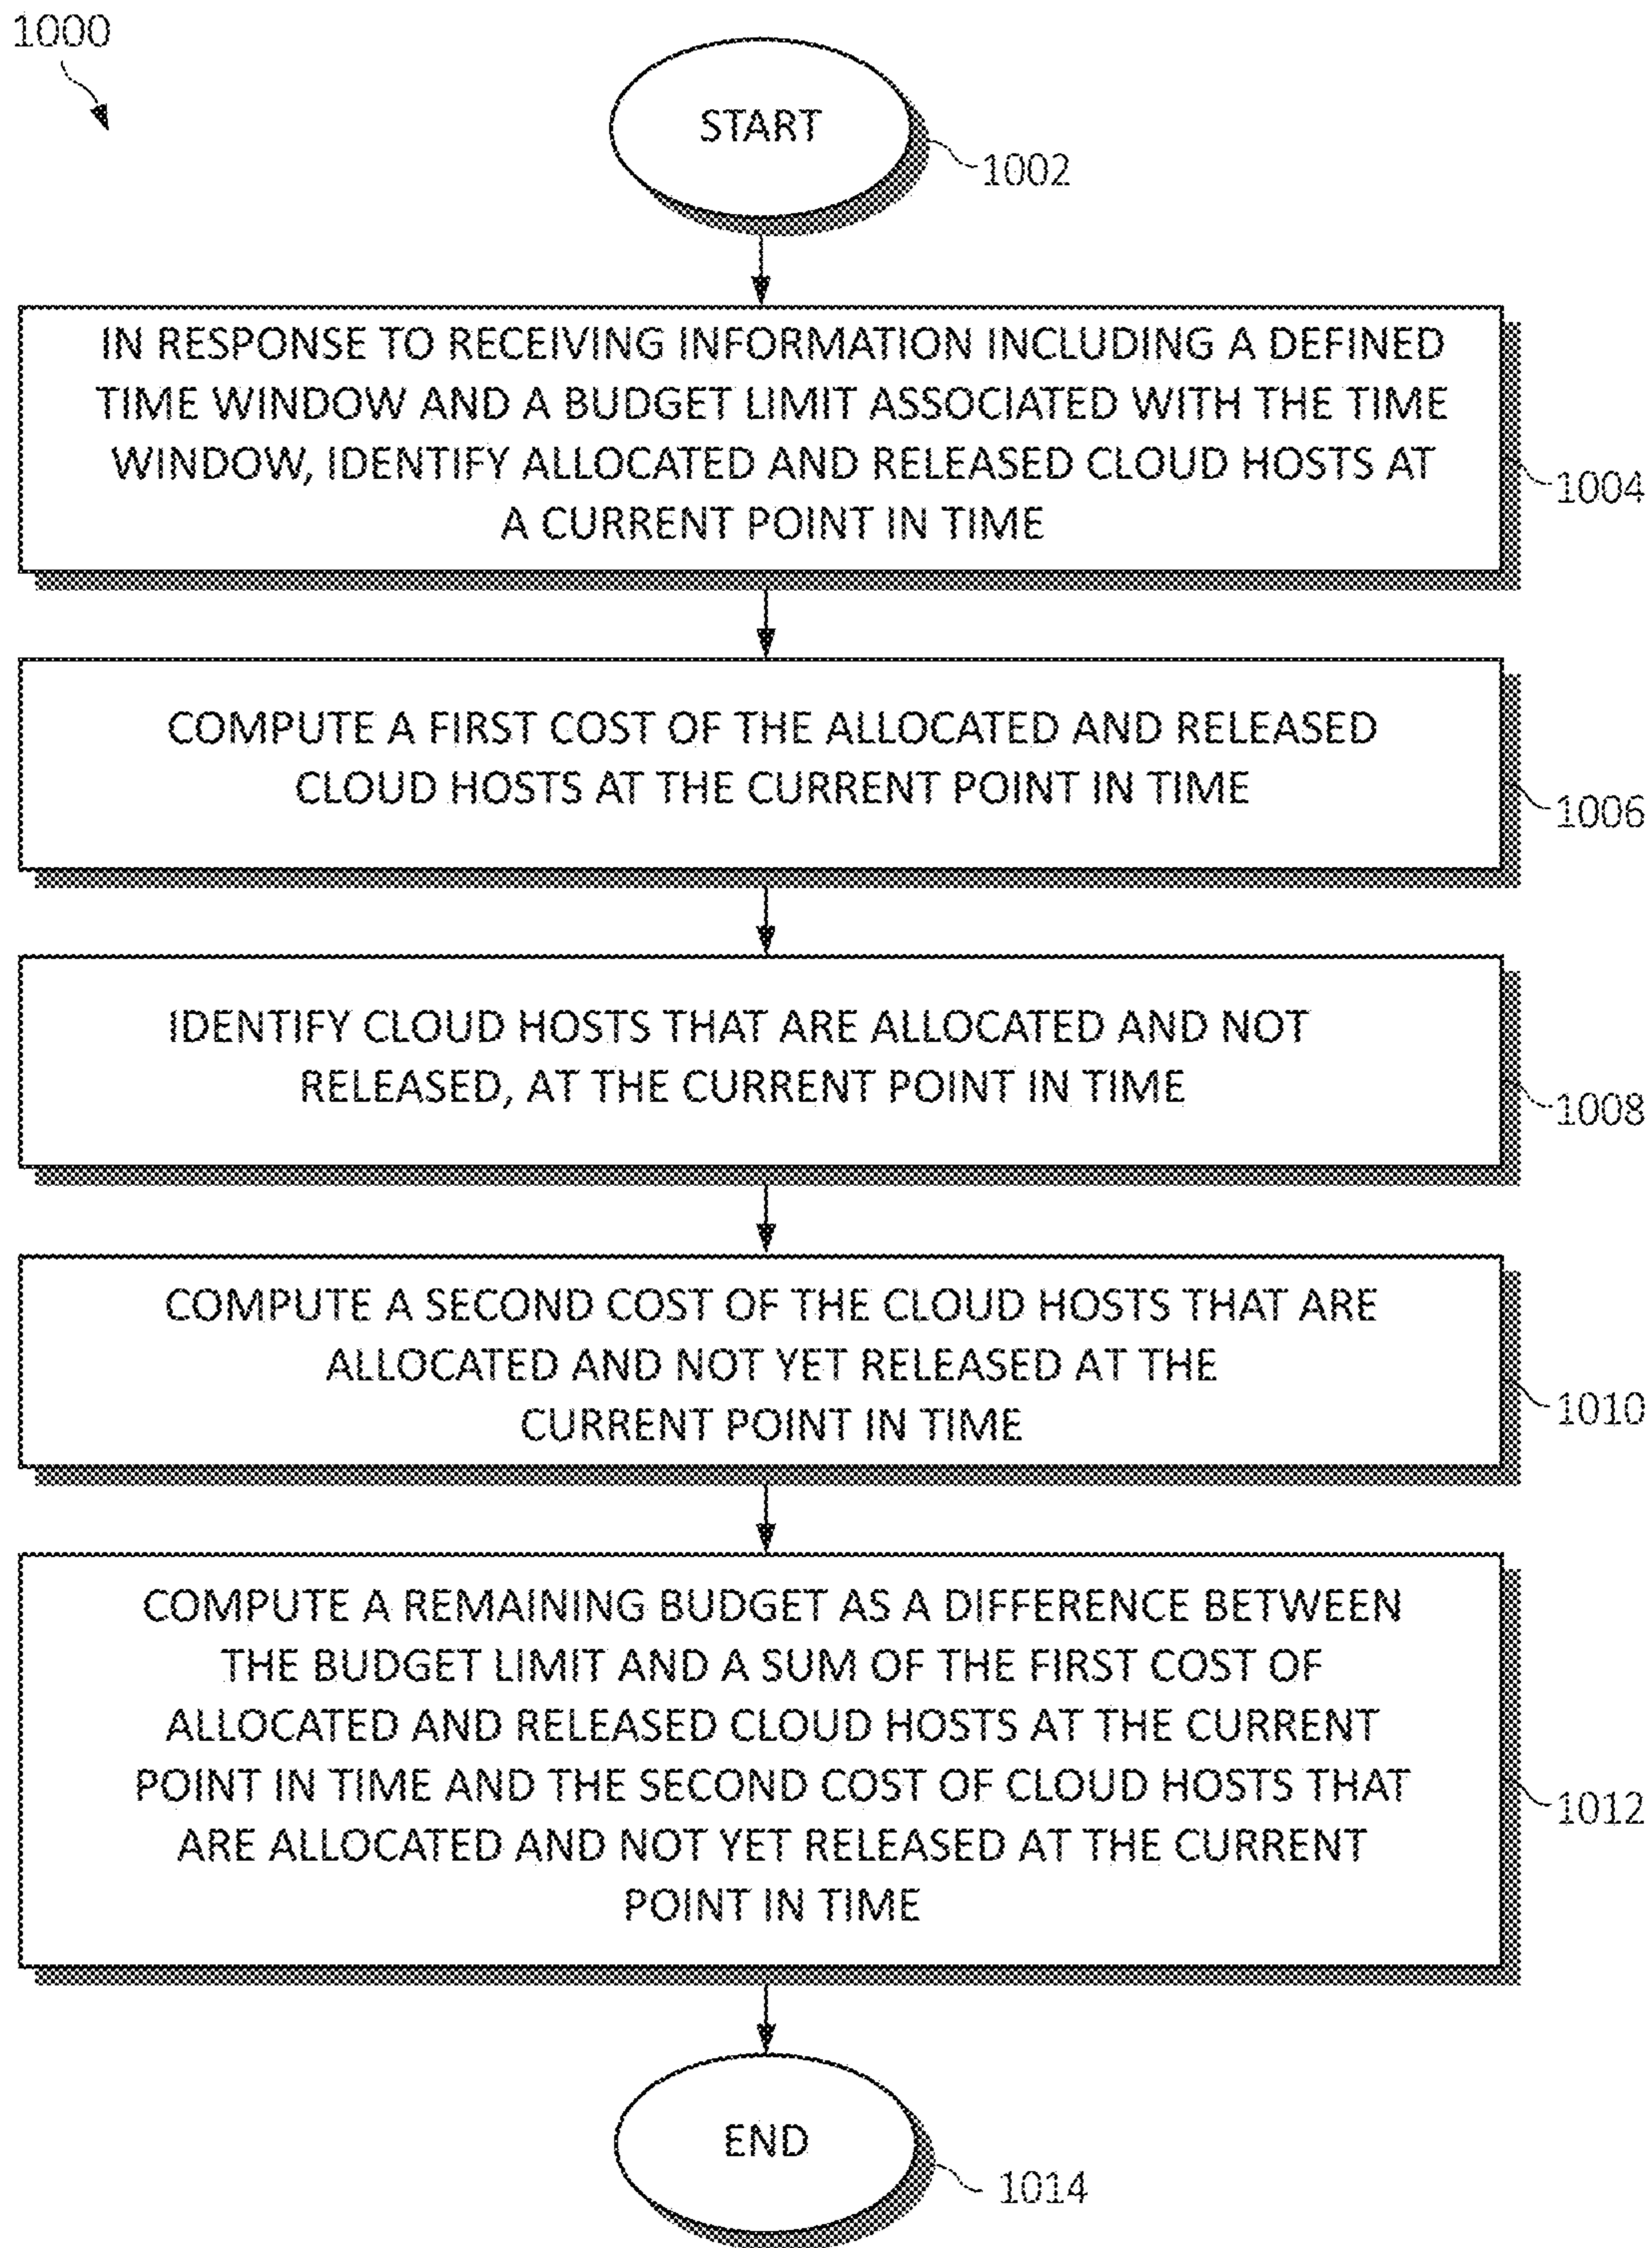 1000
START
1002
IN RESPONSE TO RECEIVING INFORMATION INCLUDING A DEFINED
TIME WINDOW AND A BUDGET LIMIT ASSOCIATED WITH THE TIME
WINDOW, IDENTIFY ALLOCATED AND RELEASED CLOUD HOSTS AT
A CURRENT POINT IN TIME
1004
COMPUTE A FIRST COST OF THE ALLOCATED AND RELEASED
CLOUD HOSTS AT THE CURRENT POINT IN TIME
1006
IDENTIFY CLOUD HOSTS THAT ARE ALLOCATED AND NOT
RELEASED, AT THE CURRENT POINT IN TIME
1008
COMPUTE A SECOND COST OF THE CLOUD HOSTS THAT ARE
ALLOCATED AND NOT YET RELEASED AT THE
CURRENT POINT IN TIME
1010
COMPUTE A REMAINING BUDGET AS A DIFFERENCE BETWEEN
THE BUDGET LIMIT AND A SUM OF THE FIRST COST OF
ALLOCATED AND RELEASED CLOUD HOSTS AT THE CURRENT
POINT IN TIME AND THE SECOND COST OF CLOUD HOSTS THAT
ARE ALLOCATED AND NOT YET RELEASED AT THE CURRENT
POINT IN TIME
1012
END
1014